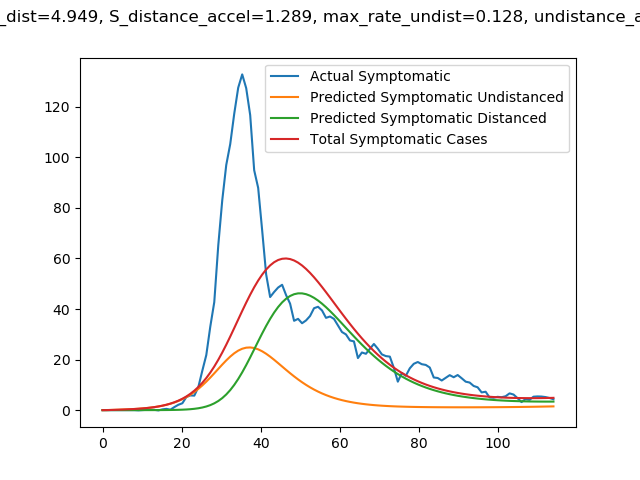 _dist=4.949, S_distance_accel=1.289, max_rate_undist=0.128, undistance_a
Actual Symptomatic
Predicted Symptomatic Undistanced
Predicted Symptomatic Distanced
Total Symptomatic Cases
120
100
80
60
40
20
0
0 20 40 60 80 100